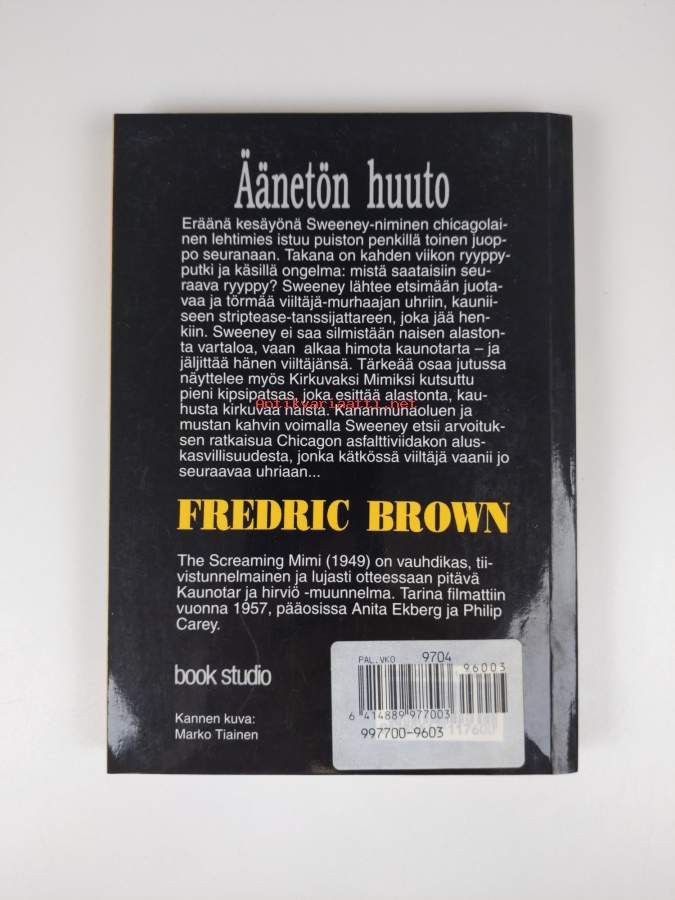 Äänetön huuto
Eräänä kesäyönä Sweeney-niminen chicagolai-
nen lehtimies istuu puiston penkillä toinen juop-
po seuranaan. Takana on kahden viikon ryyppy-
putki ja käsillä ongelma: mistä saataisiin seu-
raava ryyppy? Sweeney lähtee etsimään juota-
vaa ja törmää viiltäjä-murhaajan uhriin, kaunii-
seen striptease-tanssijattareen, joka jää hen-
kiin. Sweeney ei saa silmistään naisen alaston-
ta vartaloa, vaan alkaa himota kaunotarta – ja
jäljittää hänen viiltäjänsä. Tärkeää osaa jutussa
näyttelee myös Kirkuvaksi Mimiksi kutsuttu
pieni kipsipatsas, joka esittää alastonta, kau-
husta kirkuvaa naista. Kananmunaoluen ja
antikvariaatti.net
mustan kahvin voimalla Sweeney etsii arvoituk-
sen ratkaisua Chicagon asfalttiviidakon alus-
kasvillisuudesta, jonka kätkössä viiltäjä vaanii jo
seuraavaa uhriaan...
FREDRIC BROWN
The Screaming Mimi (1949) on vauhdikas, tii-
vistunnelmainen ja lujasti otteessaan pitävä
Kaunotar ja hirviö -muunnelma. Tarina filmattiin
vuonna 1957, pääosissa Anita Ekberg ja Philip
Carey.
book studio
Kannen kuva:
Marko Tiainen
PAL.VKO 9704
96003
6 414889 977003
117600
997700-9603